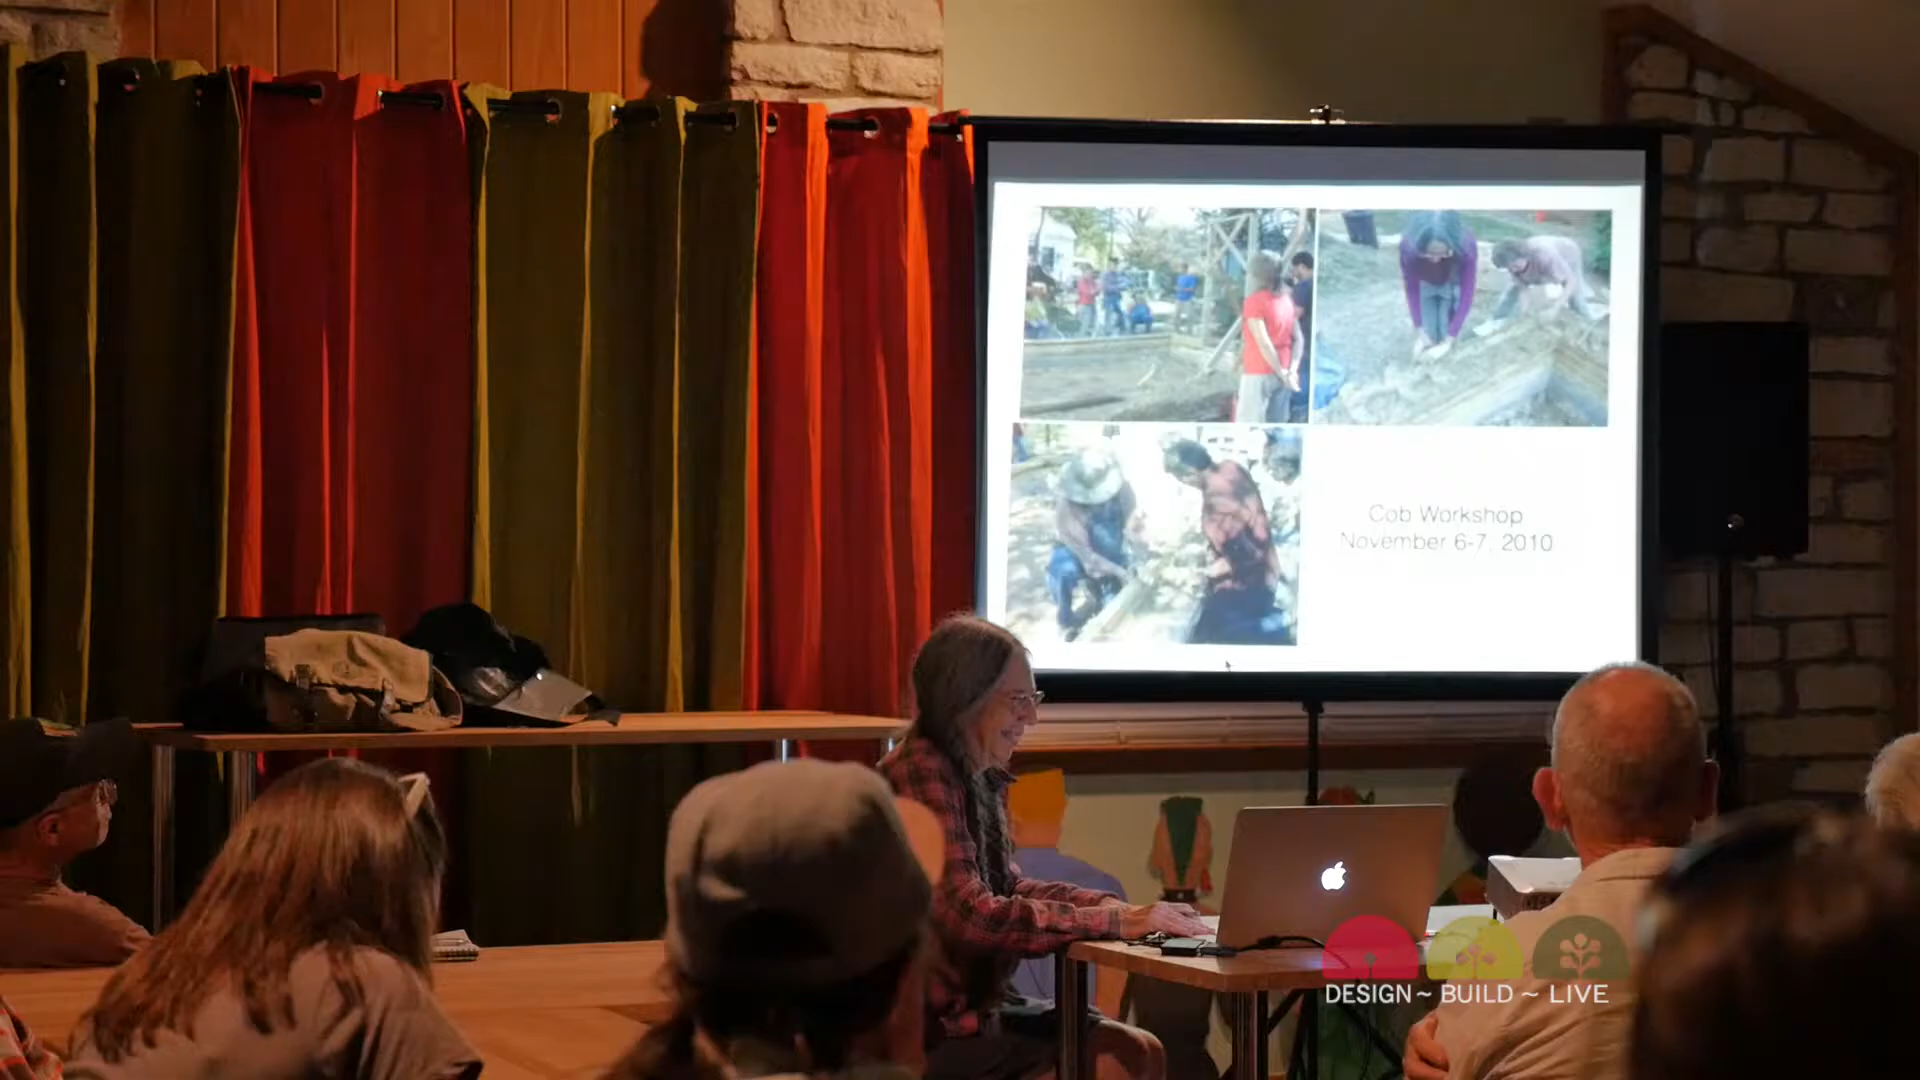 Cob Workshop
November 6-7, 2010
DESIGN ~ BUILD ~ LIVE